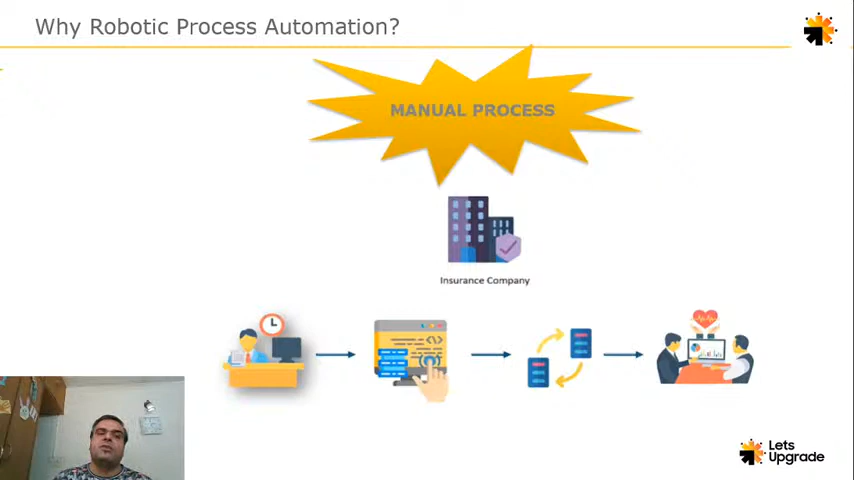 Why Robotic Process Automation?
MANUAL PROCESS
Insurance Company
Lets
Upgrade